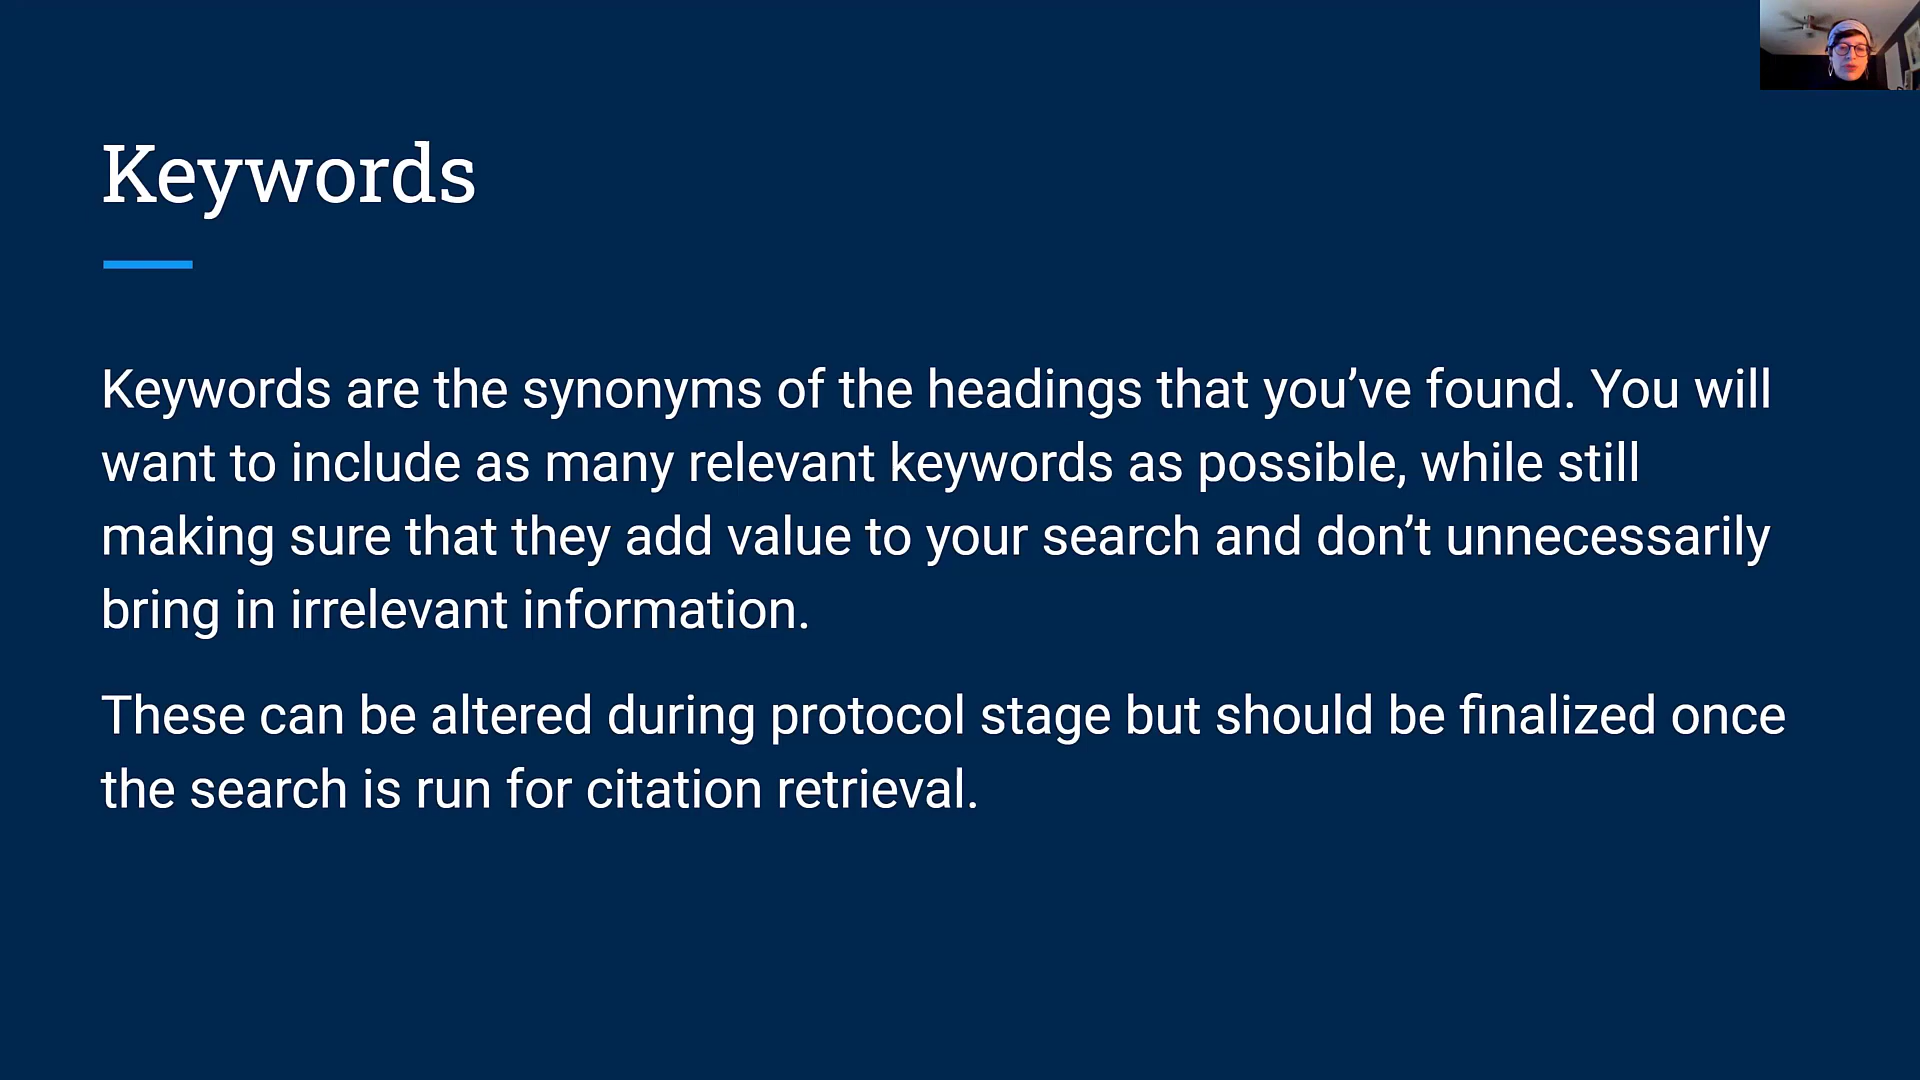 Keywords
Keywords are the synonyms of the headings that you’ve found. You will
want to include as many relevant keywords as possible, while still
making sure that they add value to your search and don’t unnecessarily
bring in irrelevant information.
These can be altered during protocol stage but should be finalized once
the search is run for citation retrieval.